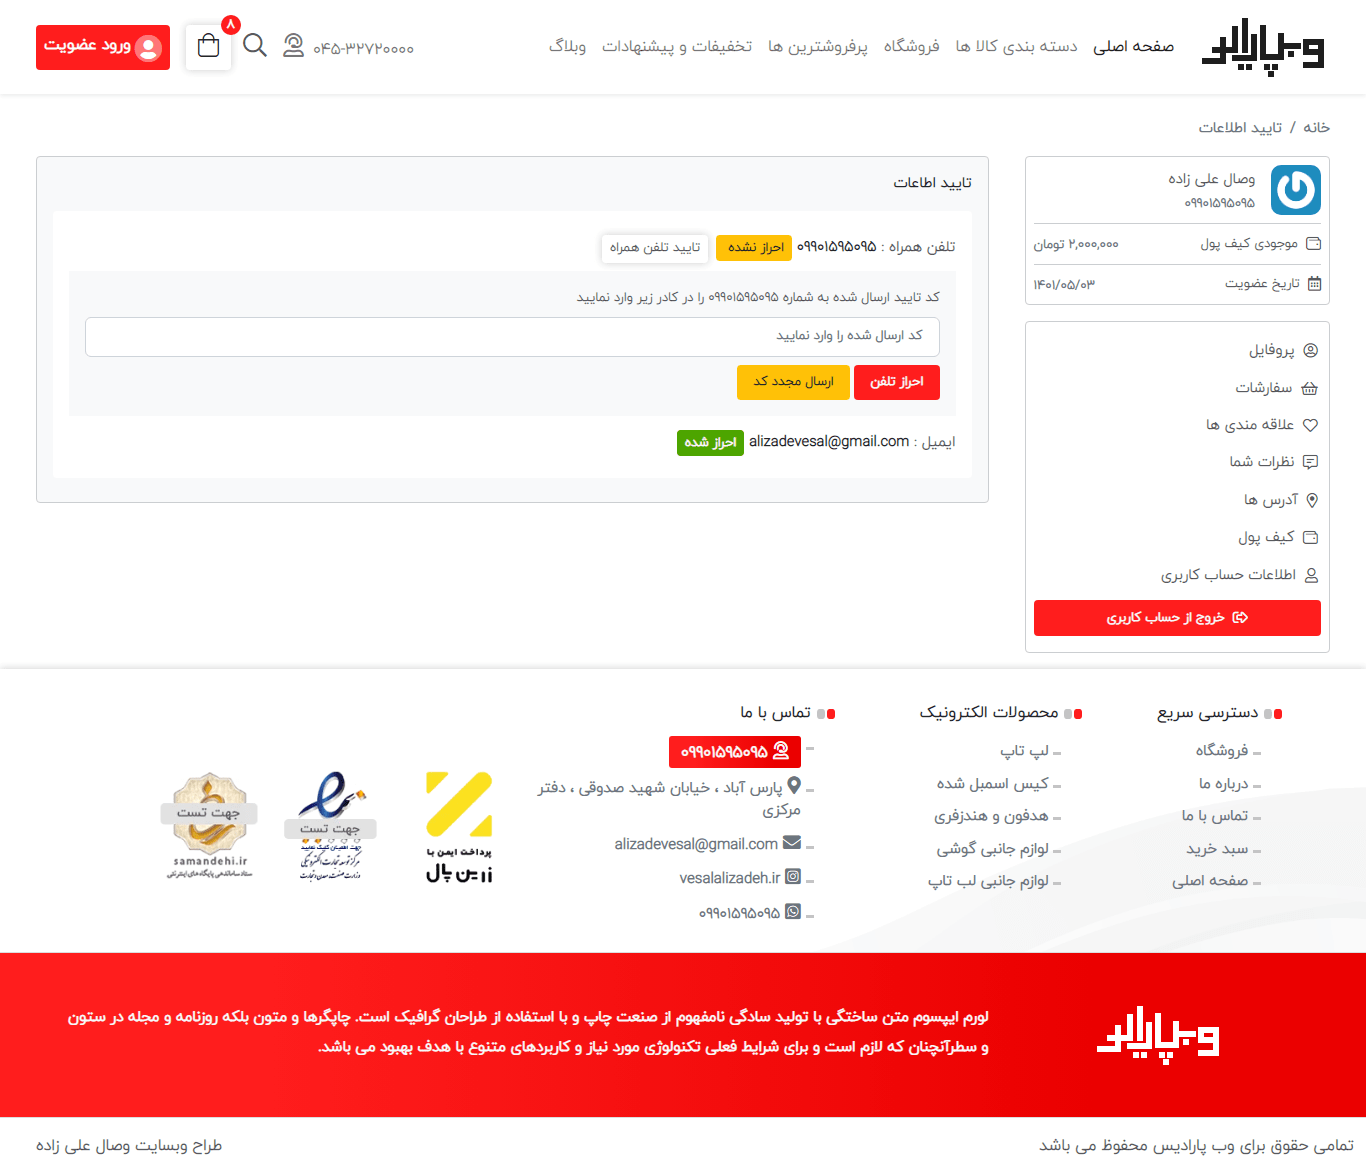 وب‌پارادیس
صفحه اصلی
دسته بندی کالا ها
فروشگاه
پرفروشترین ها
تخفیفات و پیشنهادات
وبلاگ
۰۴۵-۳۲۷۲۰۰۰۰
۸
ورود عضویت
خانه / تایید اطلاعات
وصال علی زاده
۰۹۹۰۱۵۹۵۰۹۵
موجودی کیف پول
۲,۰۰۰,۰۰۰ تومان
تاریخ عضویت
۱۴۰۱/۰۵/۰۳
پروفایل
سفارشات
علاقه مندی ها
نظرات شما
آدرس ها
کیف پول
اطلاعات حساب کاربری
خروج از حساب کاربری
تایید اطاعات
تلفن همراه : ۰۹۹۰۱۵۹۵۰۹۵ احراز نشده تایید تلفن همراه
کد تایید ارسال شده به شماره ۰۹۹۰۱۵۹۵۰۹۵ را در کادر زیر وارد نمایید
کد ارسال شده را وارد نمایید
احراز تلفن
ارسال مجدد کد
ایمیل : alizadevesal@gmail.com احراز شده
دسترسی سریع
فروشگاه
درباره ما
تماس با ما
سبد خرید
صفحه اصلی
محصولات الکترونیک
لپ تاپ
کیس اسمبل شده
هدفون و هندزفری
لوازم جانبی گوشی
لوازم جانبی لب تاپ
تماس با ما
۰۹۹۰۱۵۹۵۰۹۵
پارس آباد ، خیابان شهید صدوقی ، دفتر
مرکزی
alizadevesal@gmail.com
vesalalizadeh.ir
۰۹۹۰۱۵۹۵۰۹۵
پرداخت ایمن با
زرین پال
جهت تست
مرکز توسعه تجارت الکترونیکی
وزارت صنعت، معدن و تجارت
جهت تست
samandehi.ir
ستاد ساماندهی پایگاه‌های اینترنتی
لورم ایپسوم متن ساختگی با تولید سادگی نامفهوم از صنعت چاپ و با استفاده از طراحان گرافیک است. چاپگرها و متون بلکه روزنامه و مجله در ستون
و سطرآنچنان که لازم است و برای شرایط فعلی تکنولوژی مورد نیاز و کاربردهای متنوع با هدف بهبود می باشد.
تمامی حقوق برای وب پارادیس محفوظ می باشد
طراح وبسایت وصال علی زاده